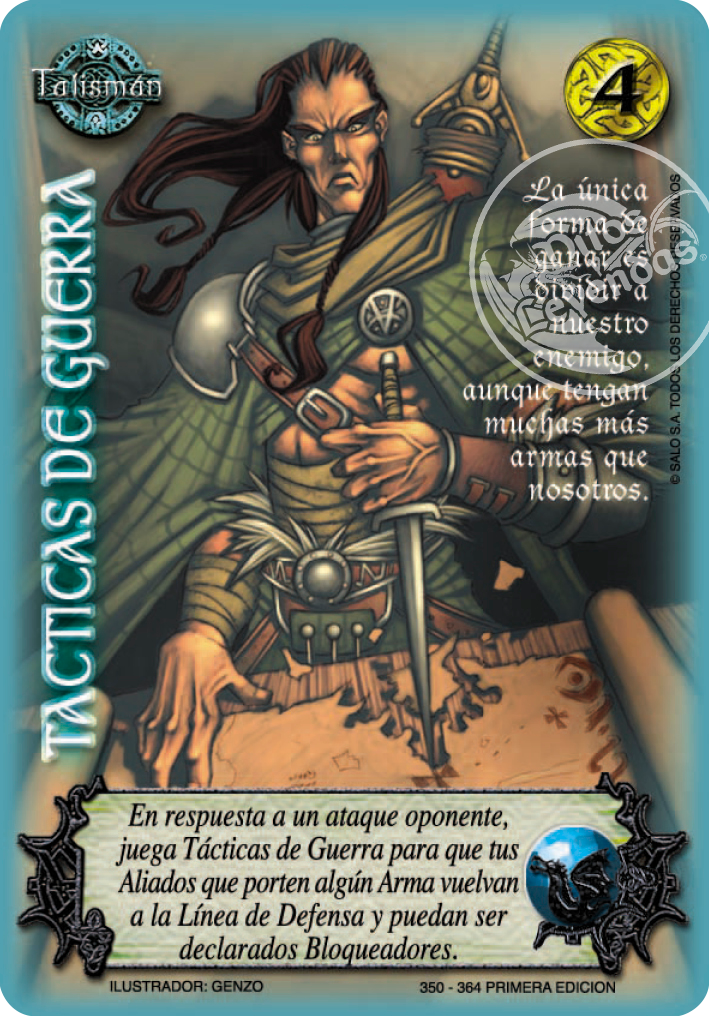 Talisman
4
TACTICAS DE GUERRA
La única
forma de
ganar es
dividir a
nuestro
enemigo,
aunque tengan
muchas más
armas que
nosotros.
Mitos
Leyendas
®
© SALO S.A. TODOS LOS DERECHOS RESERVADOS
En respuesta a un ataque oponente,
juega Tácticas de Guerra para que tus
Aliados que porten algún Arma vuelvan
a la Línea de Defensa y puedan ser
declarados Bloqueadores.
ILUSTRADOR: GENZO
350 - 364 PRIMERA EDICION